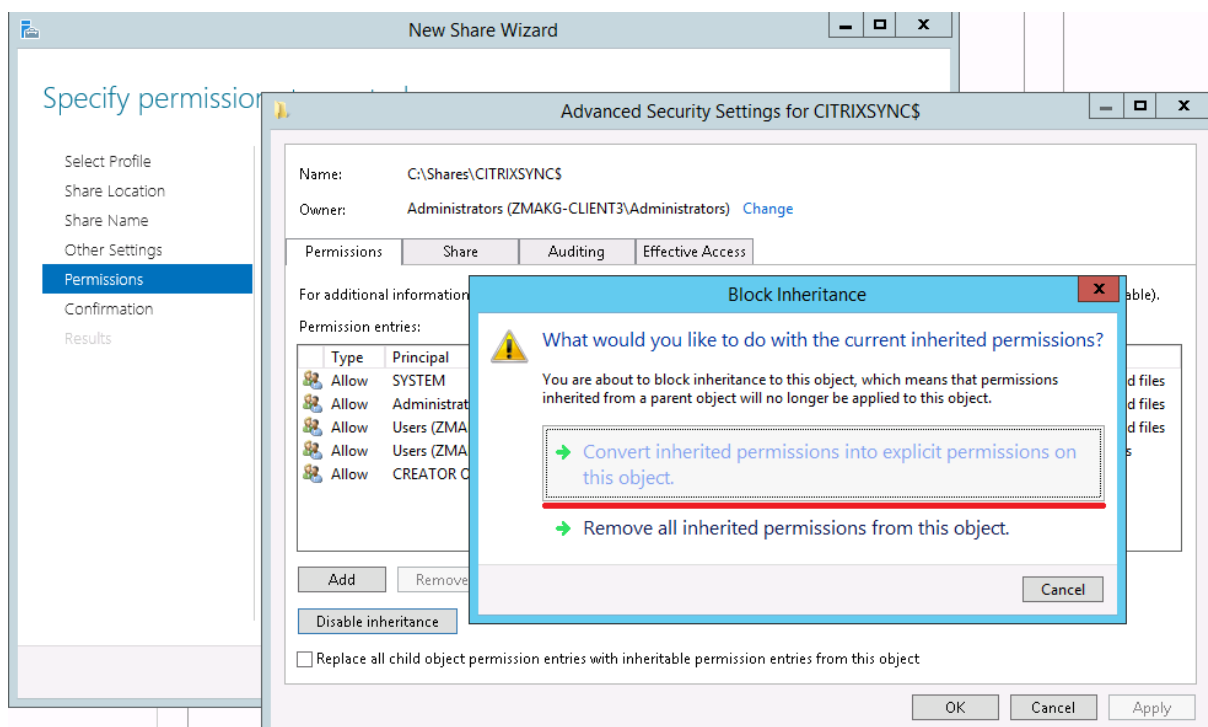 New Share Wizard
Specify permission
Select Profile
Share Location
Share Name
Other Settings
Permissions
Confirmation
Results
Advanced Security Settings for CITRIXSYNC$
Name: C:\Shares\CITRIXSYNC$
Owner: Administrators (ZMAKG-CLIENT3\Administrators) Change
Permissions Share Auditing Effective Access
For additional information able).
Permission entries:
Type Principal
Allow SYSTEM d files
Allow Administrat d files
Allow Users (ZMA d files
Allow Users (ZMA s
Allow CREATOR O
Add Remove
Disable inheritance
Replace all child object permission entries with inheritable permission entries from this object
OK Cancel Apply
Block Inheritance
What would you like to do with the current inherited permissions?
You are about to block inheritance to this object, which means that permissions
inherited from a parent object will no longer be applied to this object.
Convert inherited permissions into explicit permissions on
this object.
Remove all inherited permissions from this object.
Cancel